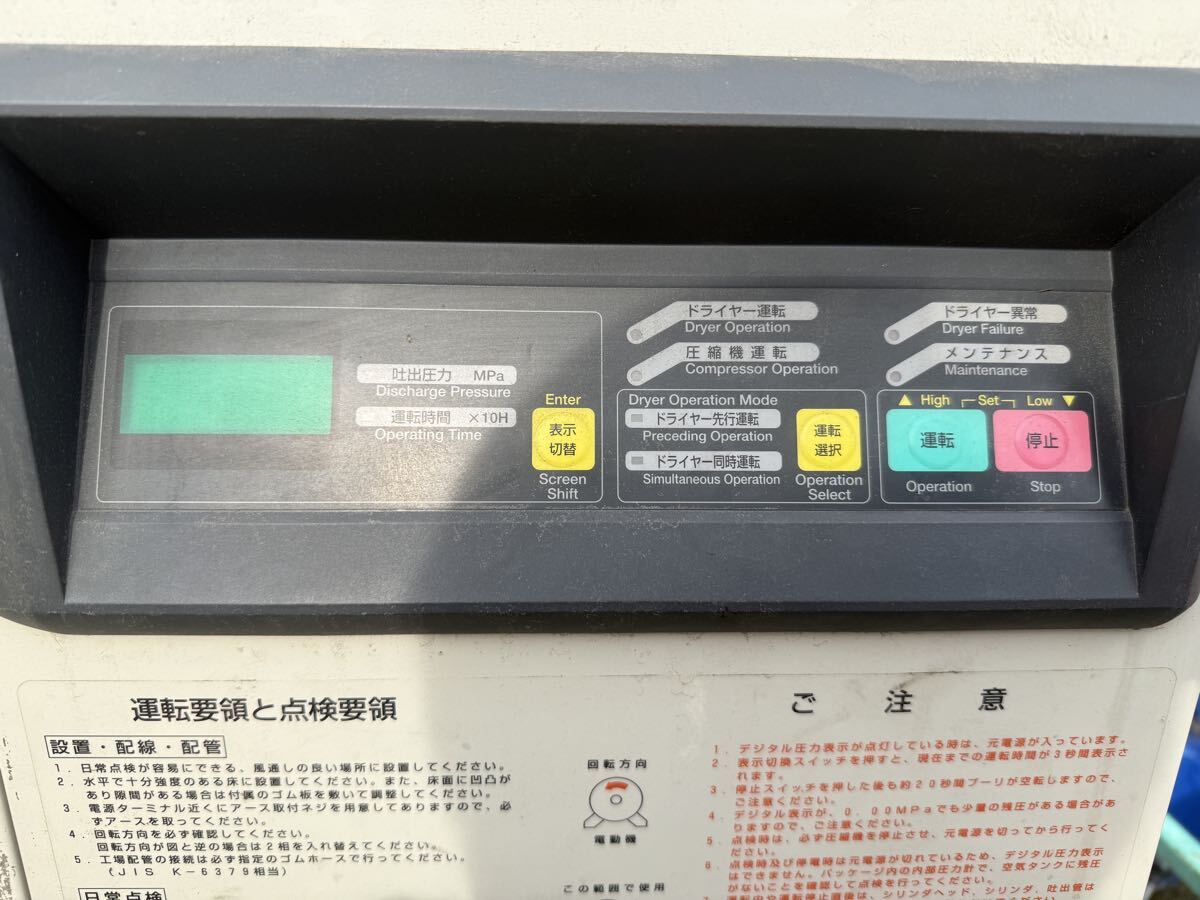 吐出圧力 MPa
Discharge Pressure
運転時間 ×10H
Operating Time
Enter
表示
切替
Screen
Shift
ドライヤー運転
Dryer Operation
圧縮機運転
Compressor Operation
Dryer Operation Mode
ドライヤー先行運転
Preceding Operation
ドライヤー同時運転
Simultaneous Operation
運転
選択
Operation
Select
ドライヤー異常
Dryer Failure
メンテナンス
Maintenance
▲ High Set Low ▼
運転
Operation
停止
Stop
運転要領と点検要領
設置・配線・配管
1．日常点検が容易にできる、風通しの良い場所に設置してください。
2．水平で十分強度のある床に設置してください。また、床面に凹凸が
あり隙間がある場合は付属のゴム板を敷いて調整してください。
3．電源ターミナル近くにアース取付ネジを用意してありますので、必
ずアースを取ってください。
4．回転方向を必ず確認してください。
回転方向が図と逆の場合は2相を入れ替えてください。
5．工場配管の接続は必ず指定のゴムホースで行ってください。
（JIS K-6379相当）
日常点検
回転方向
電動機
この範囲で使用
ご注意
1．デジタル圧力表示が点灯している時は、元電源が入っています。
2．表示切換スイッチを押すと、現在までの運転時間が3秒間表示さ
れます。
3．停止スイッチを押した後も約20秒間プーリが空転しますので、
ご注意ください。
4．デジタル表示が、0.00MPaでも少量の残圧がある場合があ
りますので、ご注意ください。
5．点検時は、必ず圧縮機を停止させ、元電源を切ってから行ってく
ださい。
6．点検時及び停電時は元電源が切れているため、デジタル圧力表示
はできません。パッケージ内の内部圧力計で、空気タンクに残圧
がないことを確認して点検を行ってください。
7．運転中や運転停止直後は、シリンダヘッド、シリンダ、吐出管は